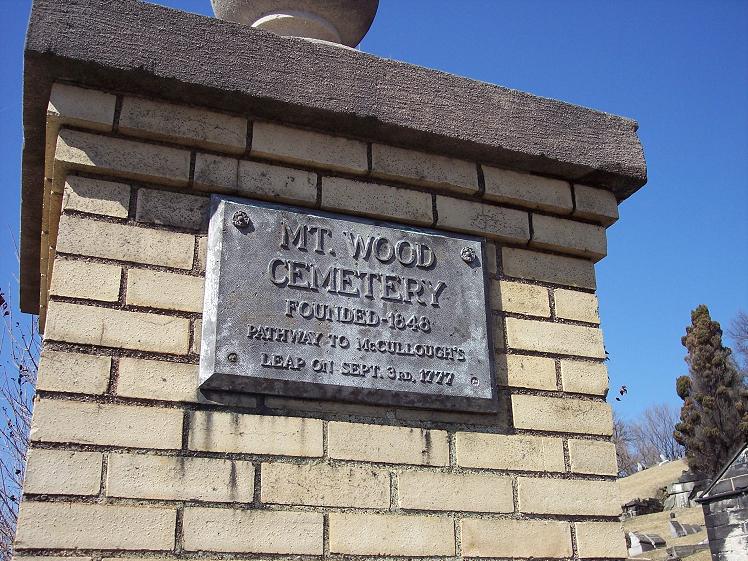 MT. WOOD
CEMETERY
FOUNDED-1848
PATHWAY TO McCULLOUGH'S
LEAP ON SEPT. 3RD, 1777